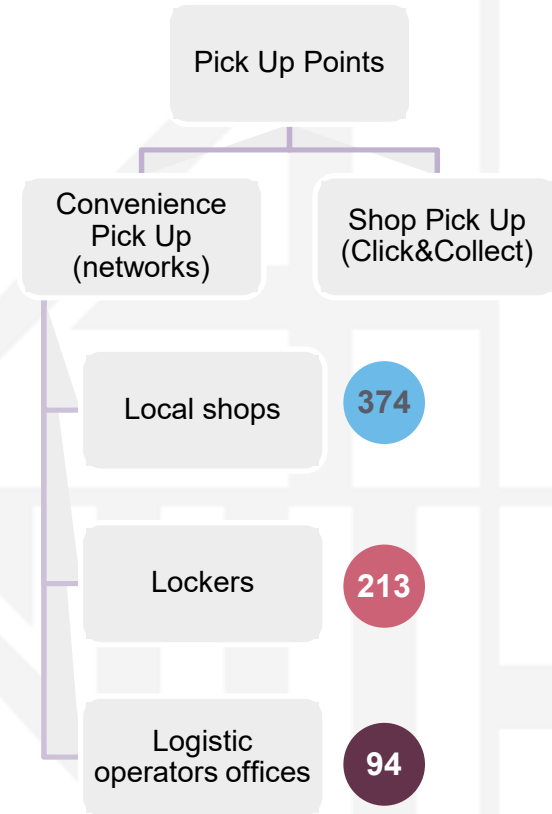 Pick Up Points
Convenience
Pick Up
(networks)
Shop Pick Up
(Click&Collect)
Local shops
374
Lockers
213
Logistic
operators offices
94